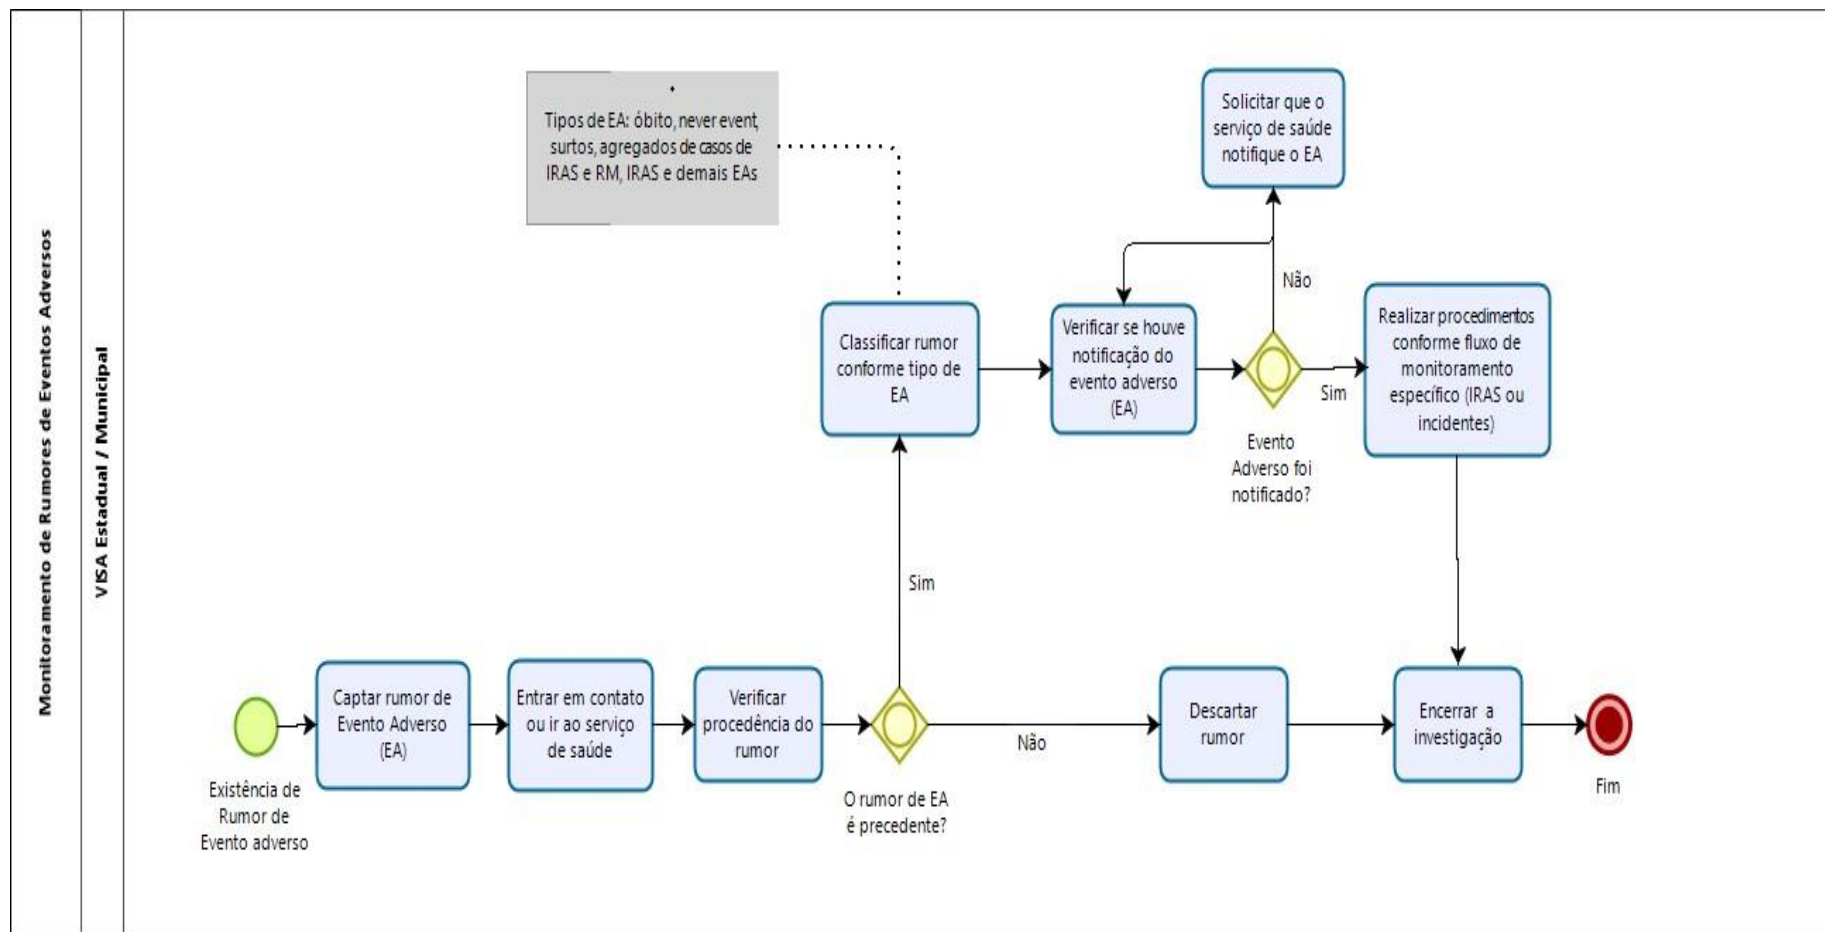 Monitoramento de Rumores de Eventos Adversos
VISA Estadual / Municipal
Existência de
Rumor de
Evento adverso
Captar rumor de
Evento Adverso
(EA)
Entrar em contato
ou ir ao serviço
de saúde
Verificar
procedência do
rumor
O rumor de EA
é precedente?
Sim
Não
Tipos de EA: óbito, never event,
surtos, agregados de casos de
IRAS e RM, IRAS e demais EAs
Classificar rumor
conforme tipo de
EA
Verificar se houve
notificação do
evento adverso
(EA)
Evento
Adverso foi
notificado?
Não
Solicitar que o
serviço de saúde
notifique o EA
Sim
Realizar procedimentos
conforme fluxo de
monitoramento
específico (IRAS ou
incidentes)
Descartar
rumor
Encerrar a
investigação
Fim